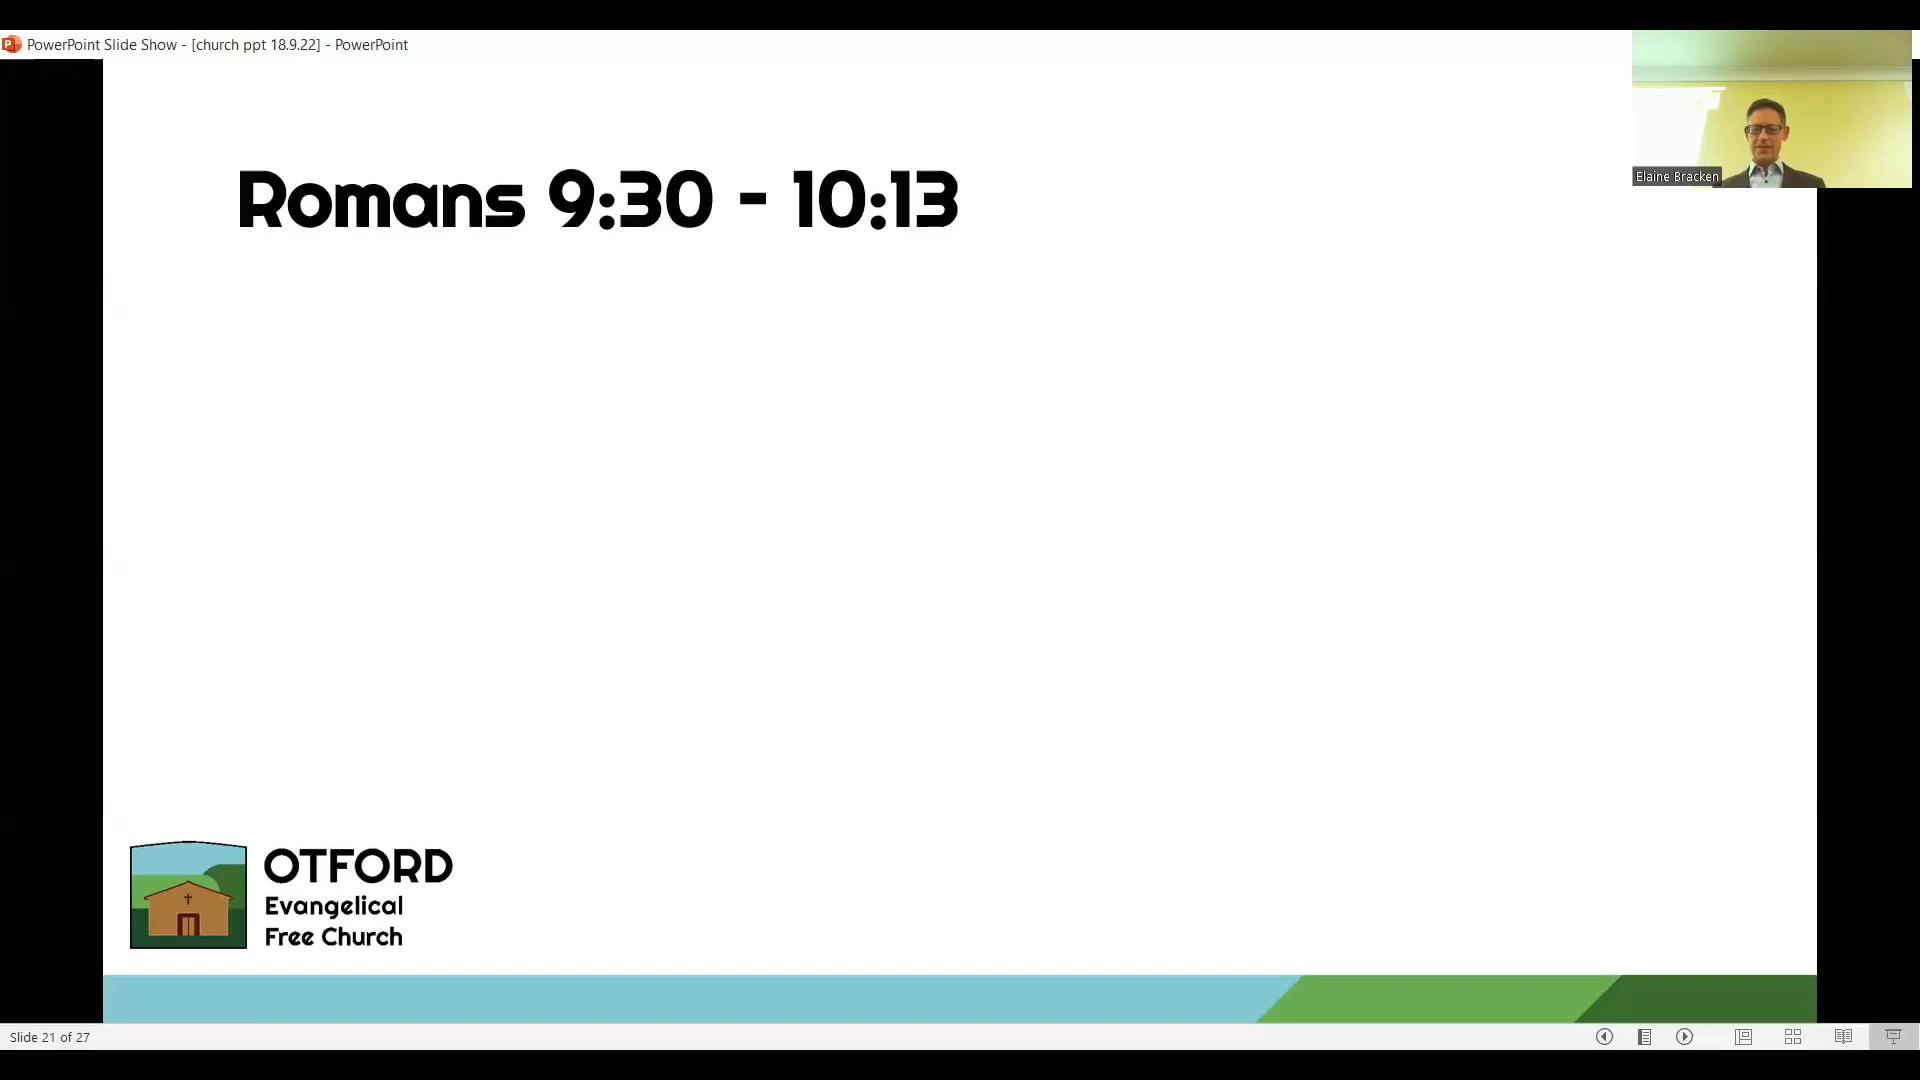 PowerPoint Slide Show - [church ppt 18.9.22] - PowerPoint
Elaine Bracken
Romans 9:30 - 10:13
OTFORD
Evangelical
Free Church
Slide 21 of 27